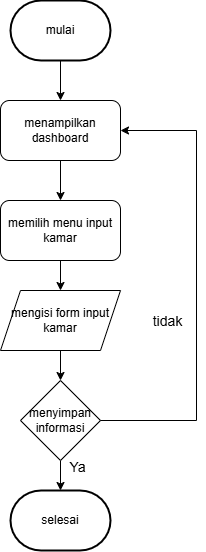 mulai
menampilkan
dashboard
memilih menu input
kamar
mengisi form input
kamar
tidak
menyimpan
informasi
Ya
selesai